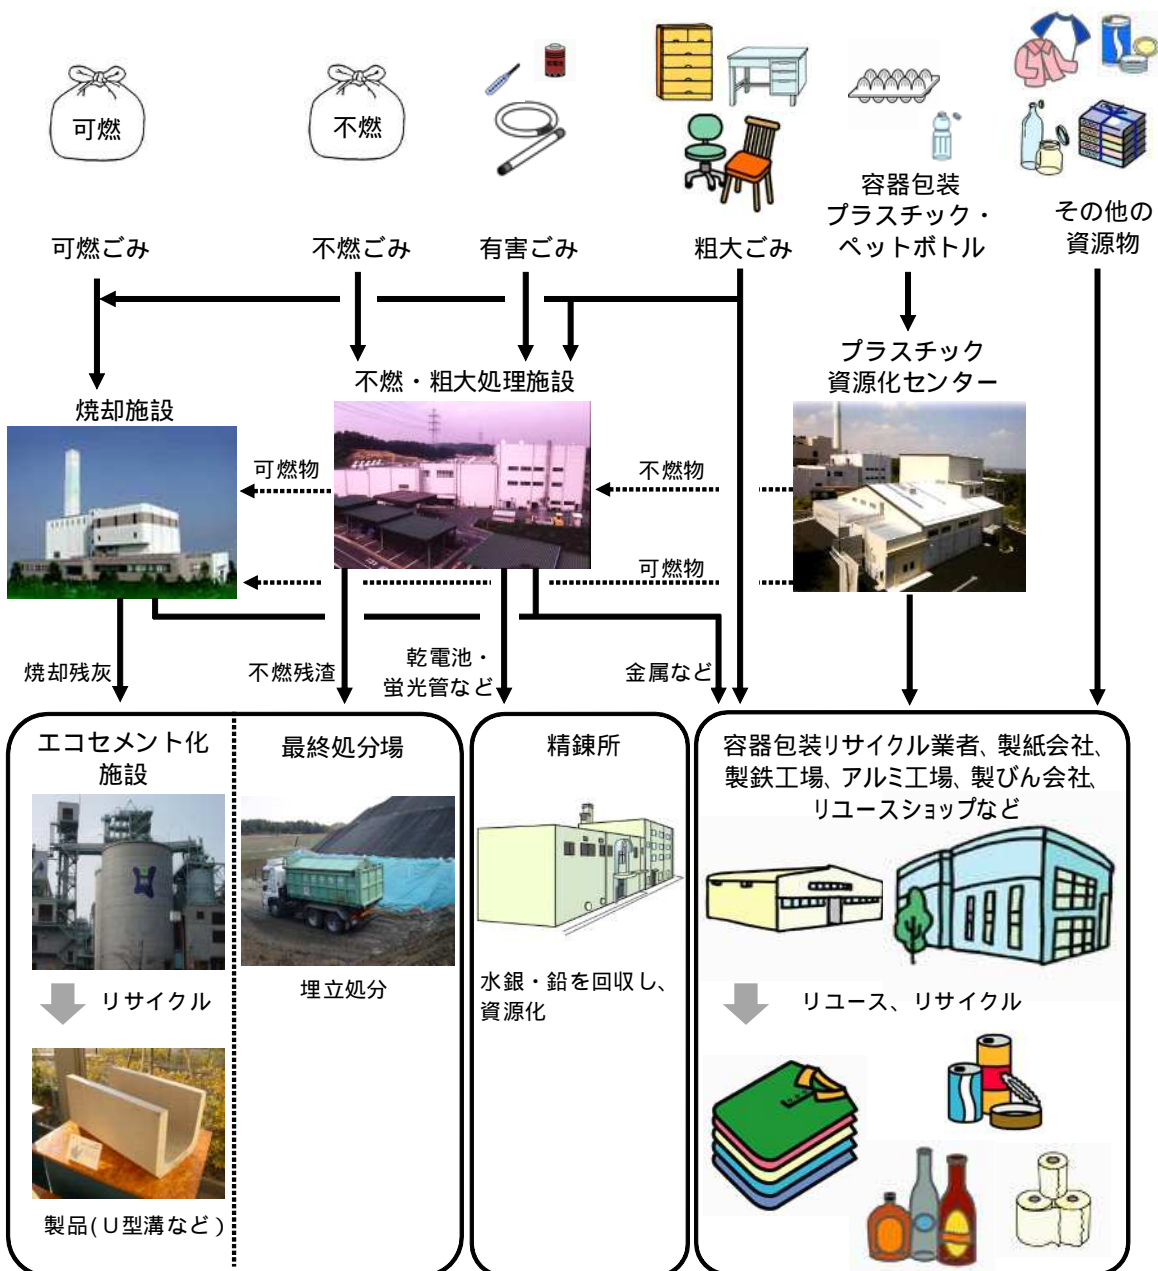 可燃
不燃
可燃ごみ
不燃ごみ
有害ごみ
粗大ごみ
容器包装
プラスチック・
ペットボトル
その他の
資源物
焼却施設
不燃・粗大処理施設
プラスチック
資源化センター
可燃物
不燃物
可燃物
焼却残灰
不燃残渣
乾電池・
蛍光管など
金属など
エコセメント化
施設
リサイクル
製品(U型溝など)
最終処分場
埋立処分
精錬所
水銀・鉛を回収し、
資源化
容器包装リサイクル業者、製紙会社、
製鉄工場、アルミ工場、製びん会社、
リユースショップなど
リユース、リサイクル